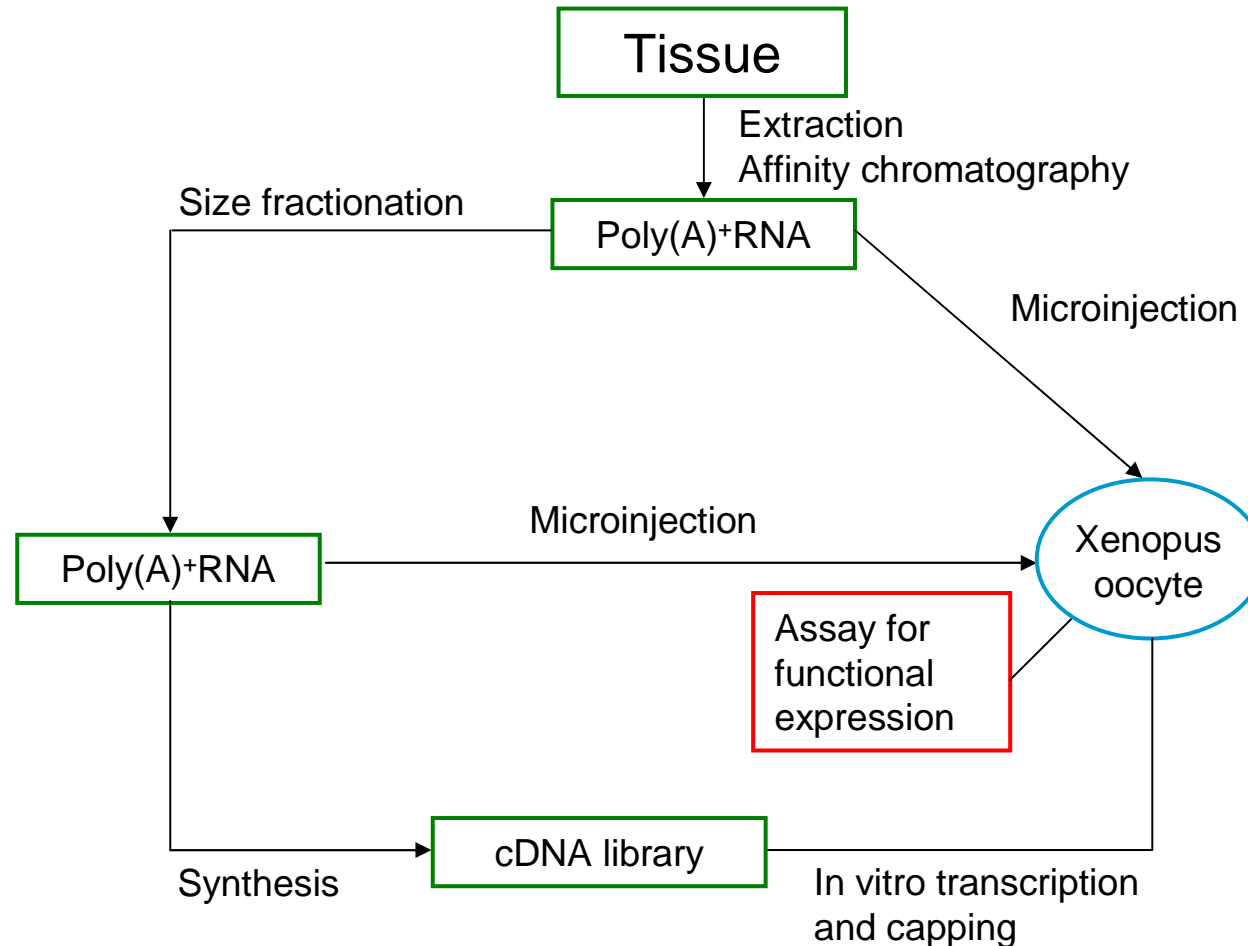 Tissue
Extraction
Affinity chromatography
Size fractionation
Poly(A)⁺RNA
Microinjection
Microinjection
Poly(A)⁺RNA
Xenopus
oocyte
Assay for
functional
expression
cDNA library
Synthesis
In vitro transcription
and capping